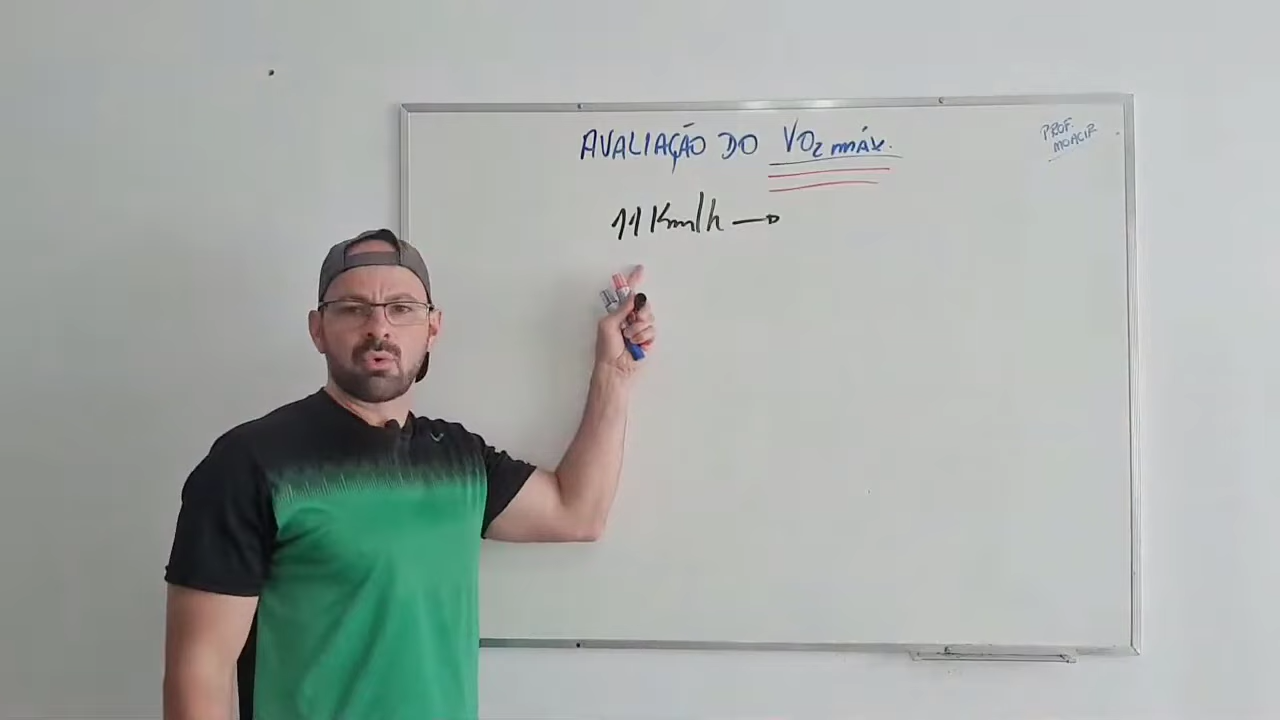 AVALIAÇÃO DO VO2 MÁX.
PROF.
MOACIR
11 Km/h →